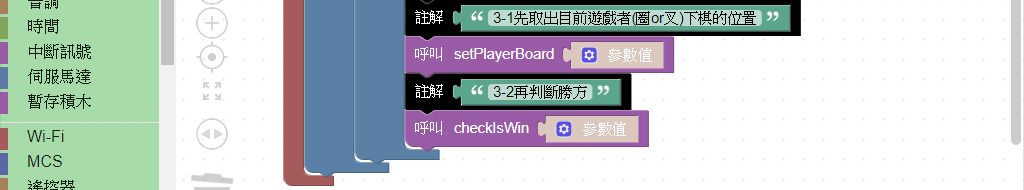 音調
時間
中斷訊號
伺服馬達
暫存積木
Wi-Fi
MCS
遙控器
註解 “ 3-1先取出目前遊戲者(圈or叉)下棋的位置 ”
呼叫 setPlayerBoard 參數值
註解 “ 3-2再判斷勝方 ”
呼叫 checkIsWin 參數值